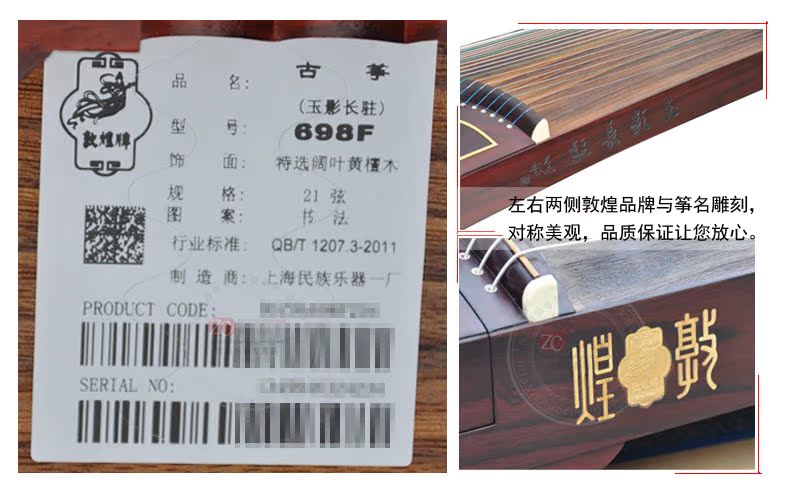 敦煌牌
品 名: 古 筝
(玉影长驻)
型 号: 698F
饰 面: 特选阔叶黄檀木
规 格: 21 弦
图 案: 书 法
行业标准: QB/T 1207.3-2011
制 造 商: 上海民族乐器一厂
PRODUCT CODE:
SERIAL NO:
左右两侧敦煌品牌与筝名雕刻，
对称美观，品质保证让您放心。
ZC
煌 敦